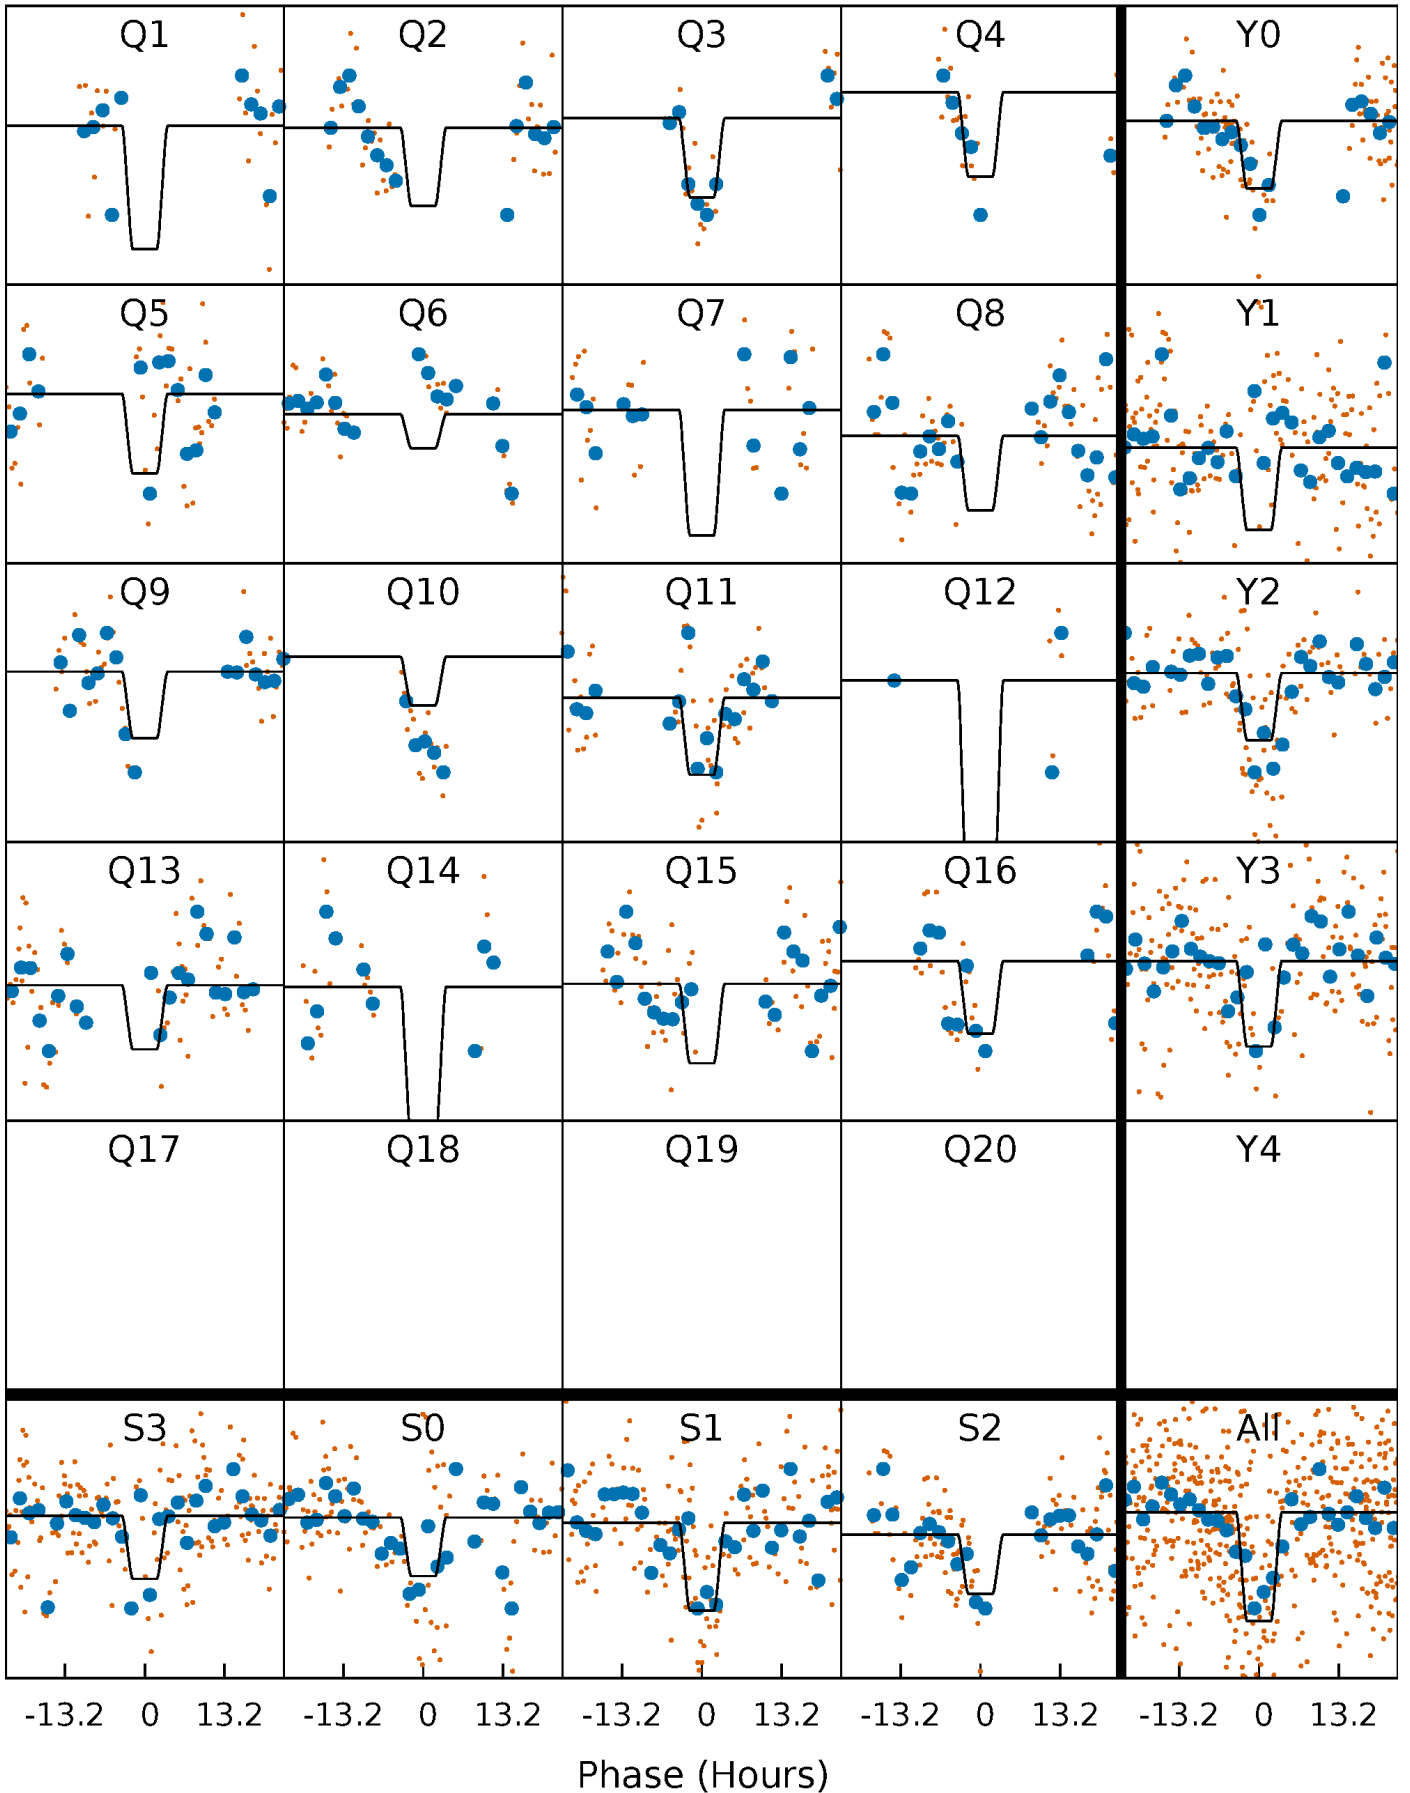 Q1 Q2 Q3 Q4 Y0
Q5 Q6 Q7 Q8 Y1
Q9 Q10 Q11 Q12 Y2
Q13 Q14 Q15 Q16 Y3
Q17 Q18 Q19 Q20 Y4
S3 S0 S1 S2 All
-13.2 0 13.2 -13.2 0 13.2 -13.2 0 13.2 -13.2 0 13.2 -13.2 0 13.2
Phase (Hours)